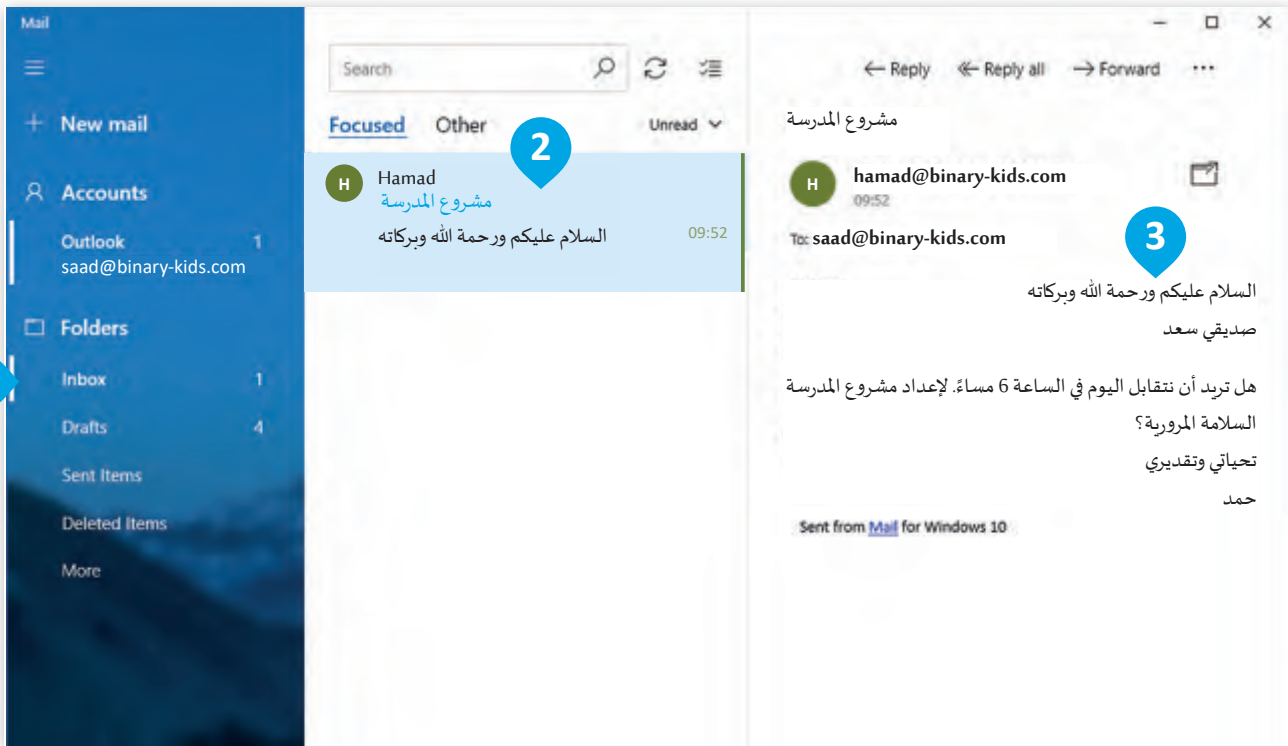 Mail
New mail
Accounts
Outlook 1
saad@binary-kids.com
Folders
Inbox 1
Drafts 4
Sent Items
Deleted Items
More
Search
Focused Other Unread
2
H Hamad
مشروع المدرسة
السلام عليكم ورحمة الله وبركاته 09:52
Reply Reply all Forward
مشروع المدرسة
H hamad@binary-kids.com
09:52
To: saad@binary-kids.com
3
السلام عليكم ورحمة الله وبركاته
صديقي سعد
هل تريد أن نتقابل اليوم في الساعة 6 مساءً. لإعداد مشروع المدرسة
السلامة المرورية؟
تحياتي وتقديري
حمد
Sent from Mail for Windows 10